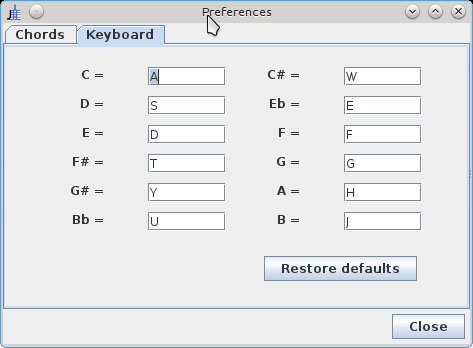 Preferences
Chords Keyboard
C = A C# = W
D = S Eb = E
E = D F = F
F# = T G = G
G# = Y A = H
Bb = U B = J
Restore defaults
Close